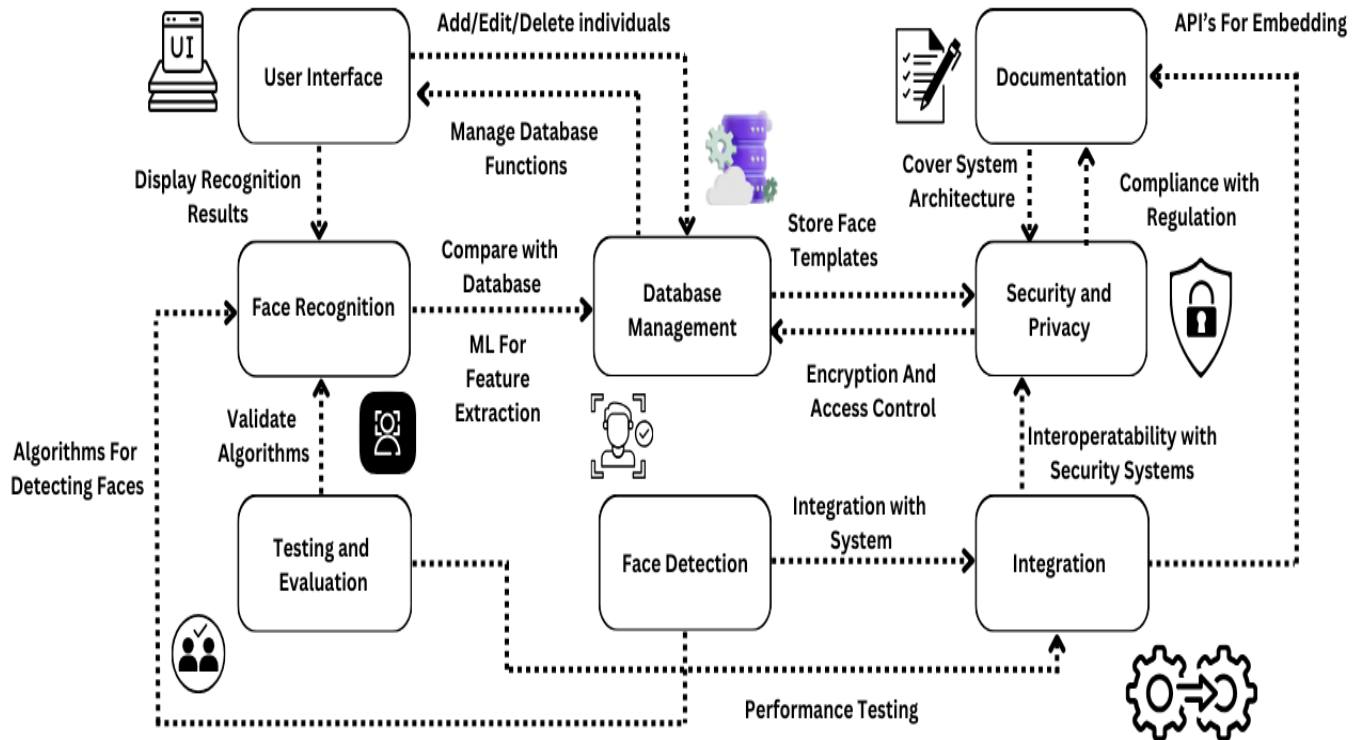 UI
User Interface
Add/Edit/Delete individuals
Manage Database
Functions
Documentation
API's For Embedding
Display Recognition
Results
Cover System
Architecture
Compliance with
Regulation
Face Recognition
Compare with
Database
ML For
Feature
Extraction
Database
Management
Store Face
Templates
Encryption And
Access Control
Security and
Privacy
Validate
Algorithms
Algorithms For
Detecting Faces
Interoperatability with
Security Systems
Testing and
Evaluation
Face Detection
Integration with
System
Integration
Performance Testing